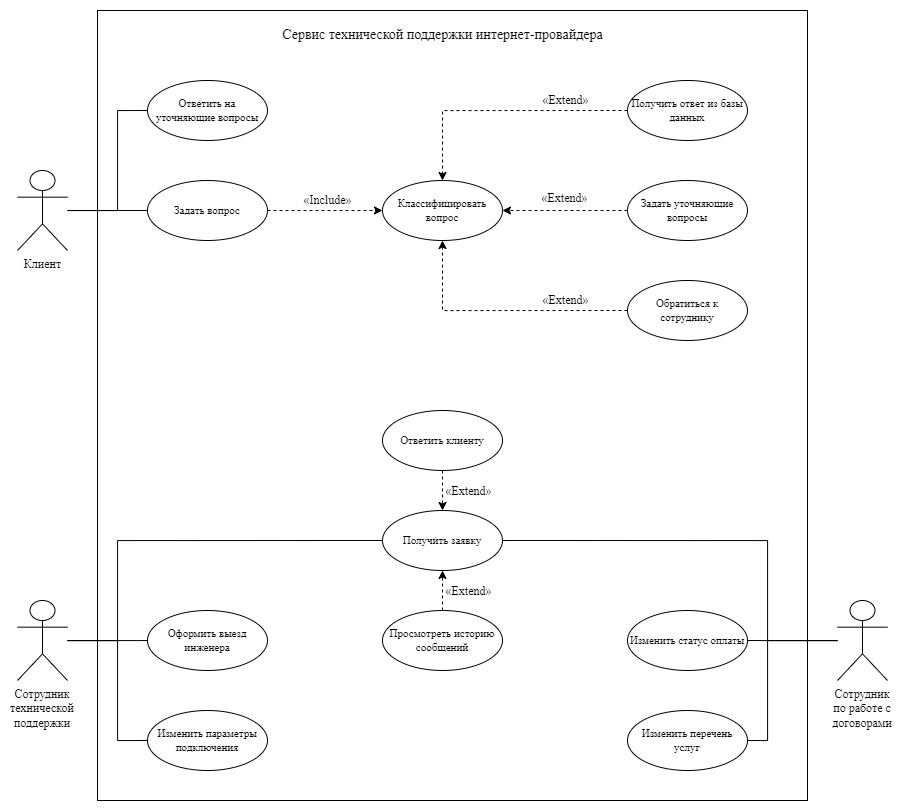 Сервис технической поддержки интернет-провайдера
Ответить на
уточняющие вопросы
«Extend»
Получить ответ из базы
данных
Задать вопрос
«Include»
Классифицировать
вопрос
«Extend»
Задать уточняющие
вопросы
Клиент
«Extend»
Обратиться к
сотруднику
Ответить клиенту
«Extend»
Получить заявку
«Extend»
Оформить выезд
инженера
Просмотреть историю
сообщений
Изменить статус оплаты
Сотрудник
технической
поддержки
Сотрудник
по работе с
договорами
Изменить параметры
подключения
Изменить перечень
услуг